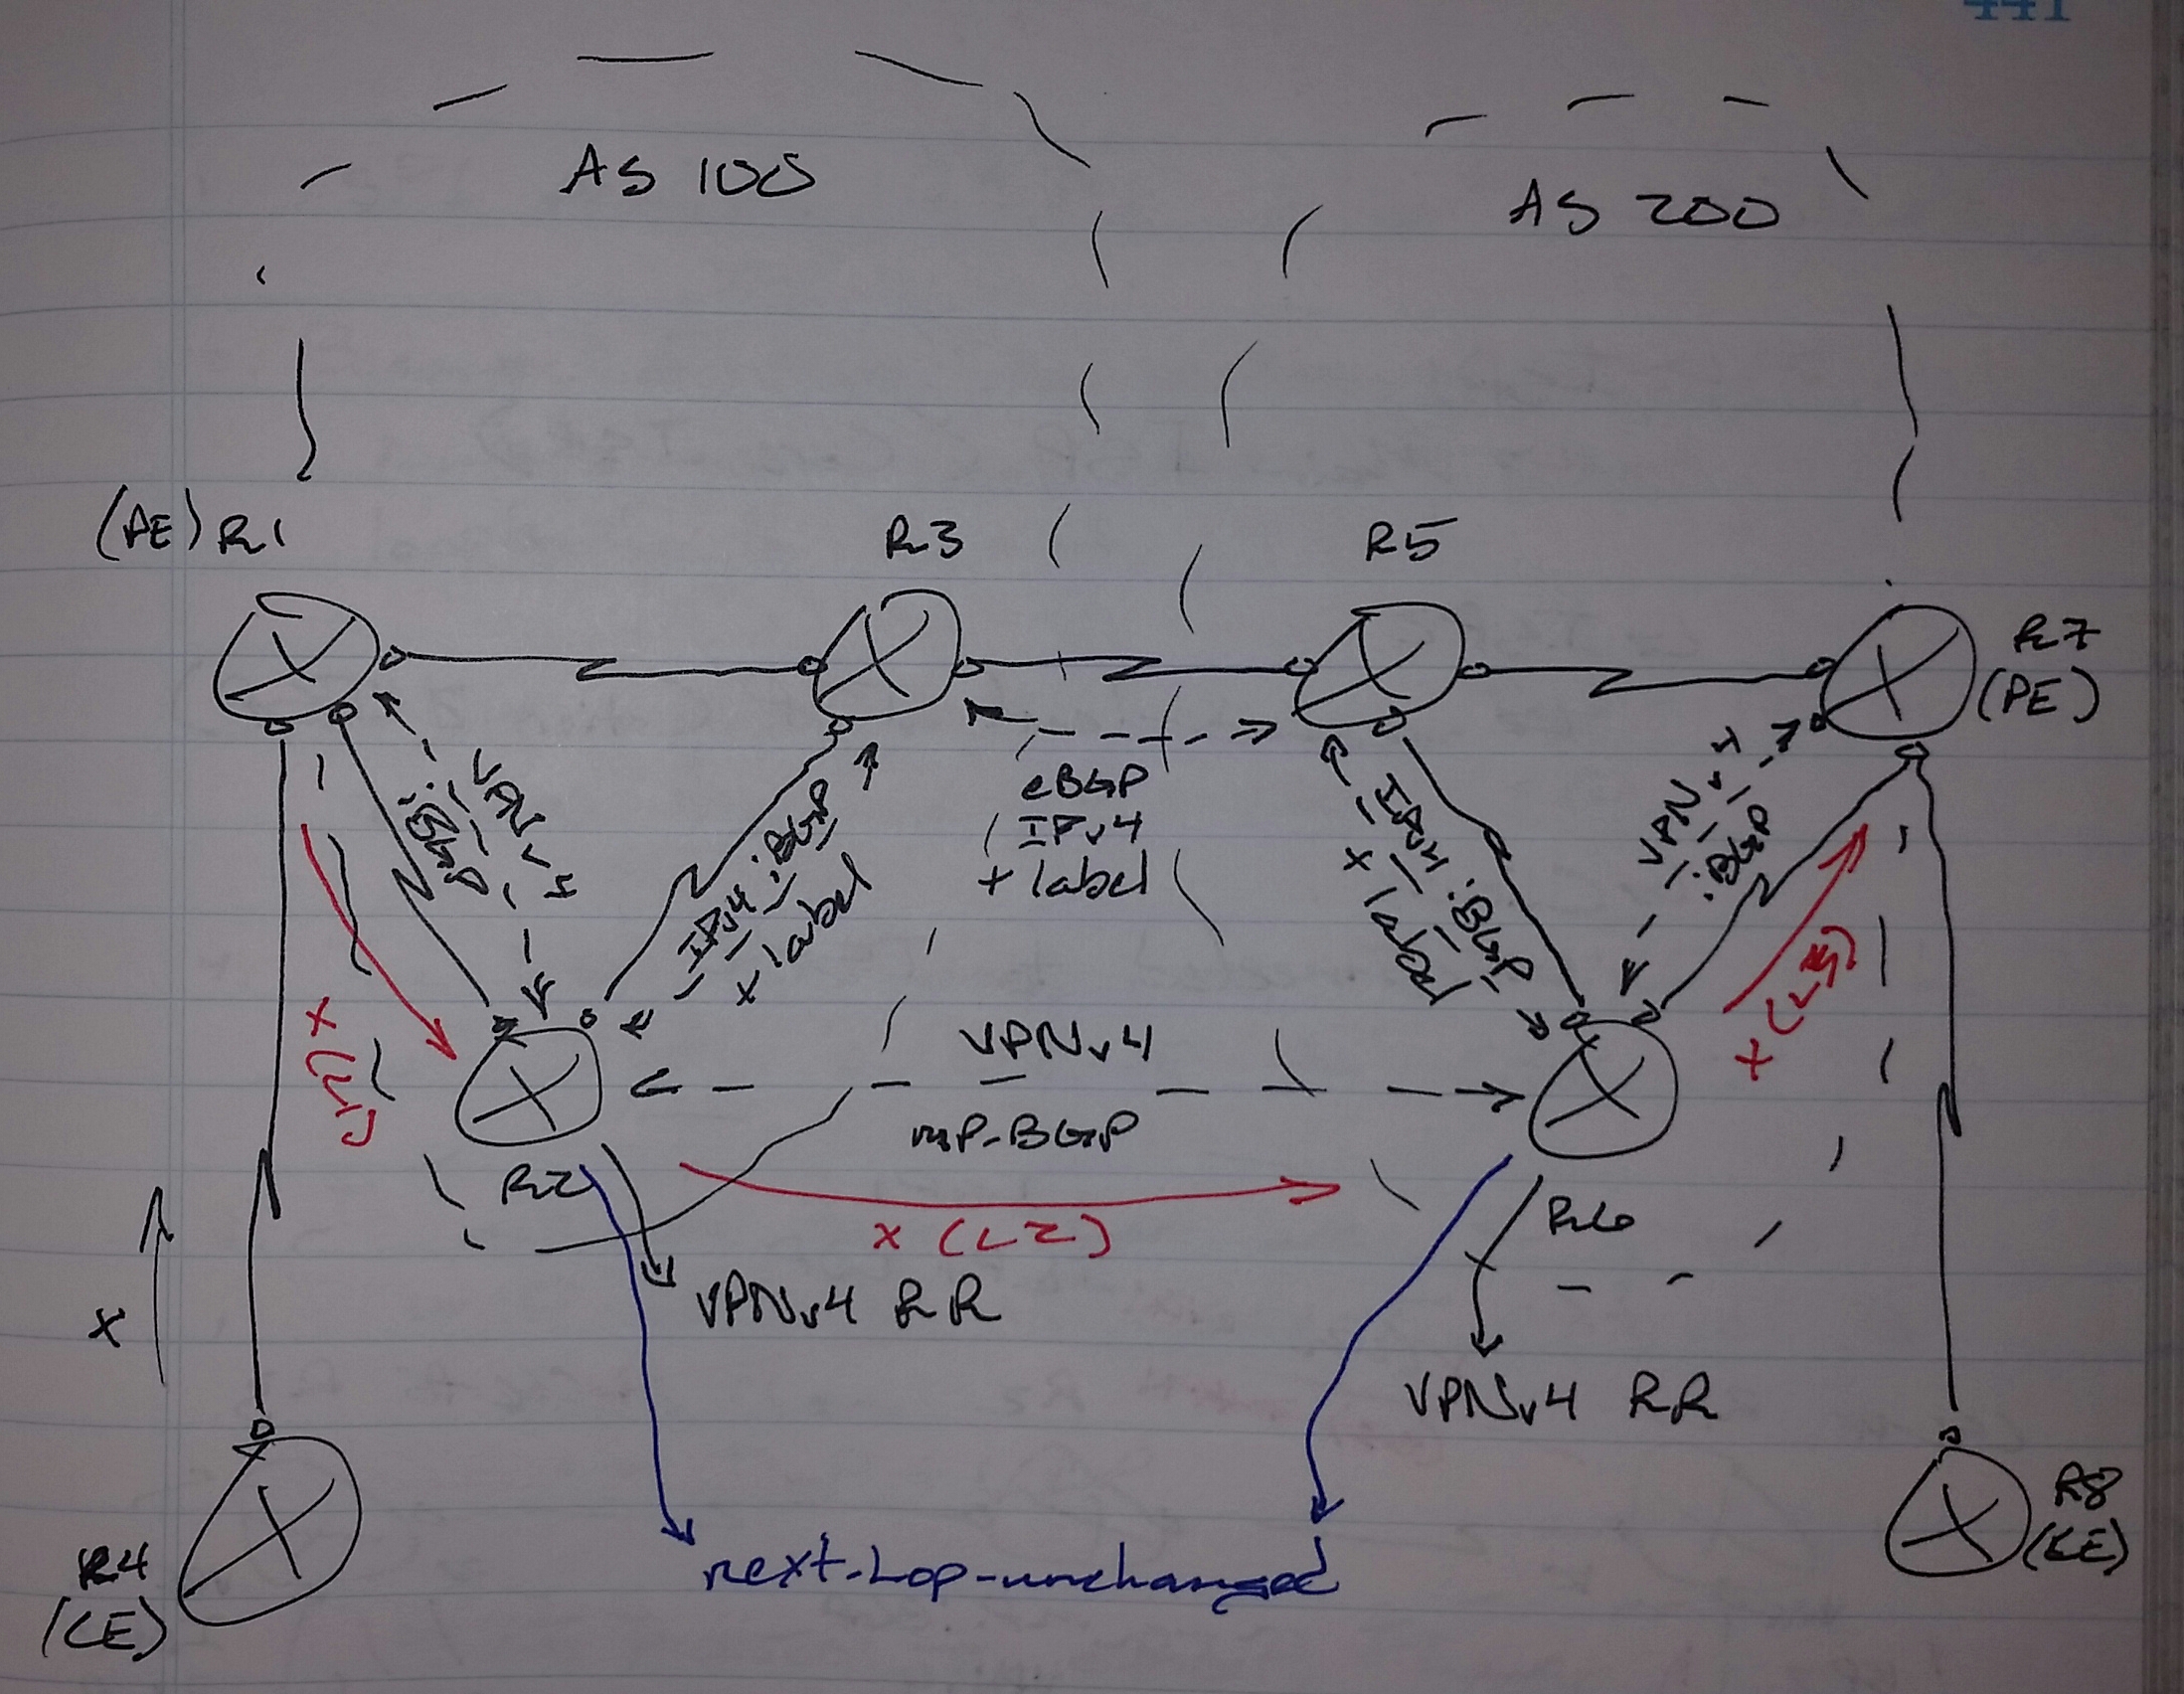 441
AS 100
AS 200
(PE) R1
R3
R5
R7
(PE)
VPNv4
iBGP
IPv4 iBGP
+ label
eBGP
IPv4
+ label
IPv4 iBGP
+ label
VPNv4
iBGP
x
VPNv4
mP-BGP
x
R2
x (L2)
R6
VPNv4 RR
VPNv4 RR
x
R4
(CE)
R8
(CE)
next-hop-unchanged